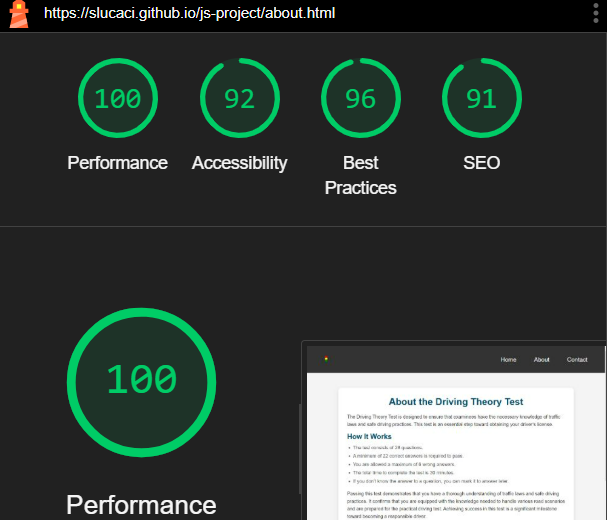 https://slucaci.github.io/js-project/about.html
100
92
96
91
Performance
Accessibility
Best
Practices
SEO
100
Performance
Home About Contact
About the Driving Theory Test
The Driving Theory Test is designed to ensure that examinees have the necessary knowledge of traffic
laws and safe driving practices. This test is an essential step toward obtaining your driver's license.
How It Works
• The test consists of 29 questions.
• A minimum of 22 correct answers is required to pass.
• You are allowed a maximum of 8 wrong answers.
• The total time to complete the test is 30 minutes.
• If you don't know the answer to a question, you can mark it to answer later.
Passing this test demonstrates that you have a thorough understanding of traffic laws and safe driving
practices. It confirms that you are equipped with the knowledge needed to handle various road scenarios
and are prepared for the practical driving test. Achieving success in this test is a significant milestone
toward becoming a responsible driver.